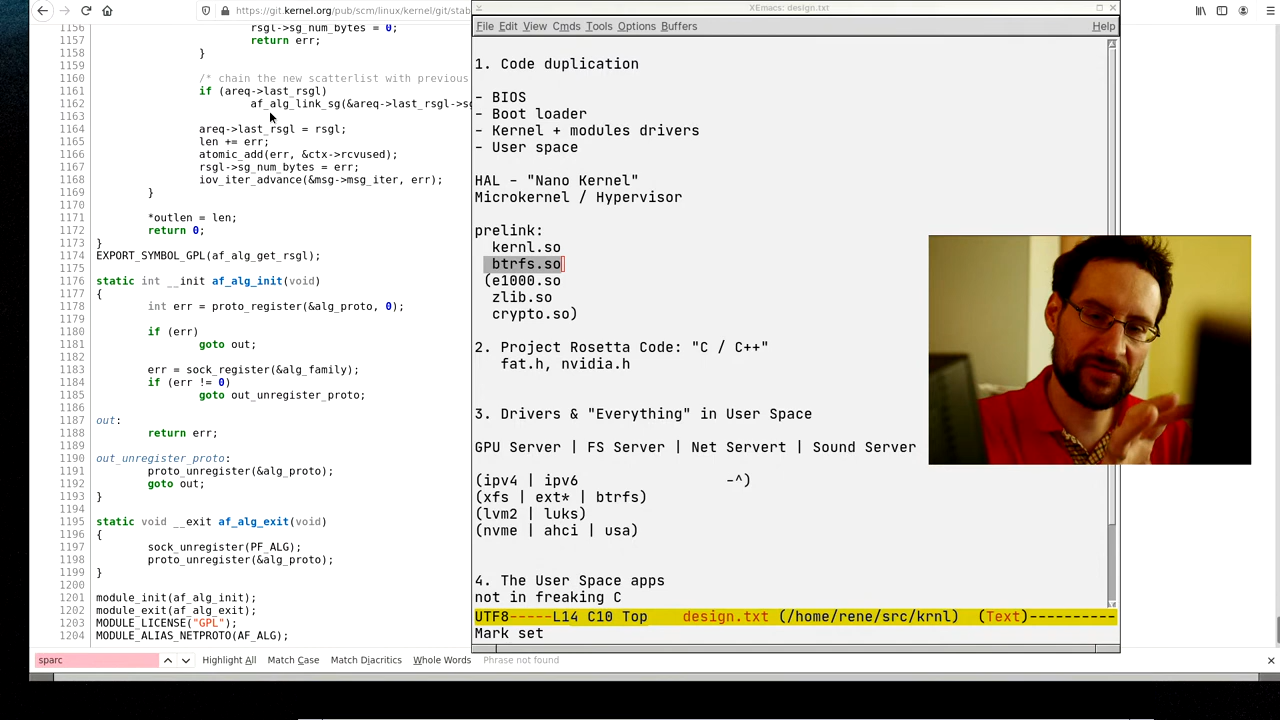 https://git.kernel.org/pub/scm/linux/kernel/git/stab
1156 rsgl->sg_num_bytes = 0;
1157 return err;
1158 }
1159
1160 /* chain the new scatterlist with previous
1161 if (areq->last_rsgl)
1162 af_alg_link_sg(&areq->last_rsgl->sg
1163
1164 areq->last_rsgl = rsgl;
1165 len += err;
1166 atomic_add(err, &ctx->rcvused);
1167 rsgl->sg_num_bytes = err;
1168 iov_iter_advance(&msg->msg_iter, err);
1169 }
1170
1171 *outlen = len;
1172 return 0;
1173 }
1174 EXPORT_SYMBOL_GPL(af_alg_get_rsgl);
1175
1176 static int __init af_alg_init(void)
1177 {
1178 int err = proto_register(&alg_proto, 0);
1179
1180 if (err)
1181 goto out;
1182
1183 err = sock_register(&alg_family);
1184 if (err != 0)
1185 goto out_unregister_proto;
1186
1187 out:
1188 return err;
1189
1190 out_unregister_proto:
1191 proto_unregister(&alg_proto);
1192 goto out;
1193 }
1194
1195 static void __exit af_alg_exit(void)
1196 {
1197 sock_unregister(PF_ALG);
1198 proto_unregister(&alg_proto);
1199 }
1200
1201 module_init(af_alg_init);
1202 module_exit(af_alg_exit);
1203 MODULE_LICENSE("GPL");
1204 MODULE_ALIAS_NETPROTO(AF_ALG);
sparc Highlight All Match Case Match Diacritics Whole Words Phrase not found
XEmacs: design.txt
File Edit View Cmds Tools Options Buffers Help
1. Code duplication
- BIOS
- Boot loader
- Kernel + modules drivers
- User space
HAL - "Nano Kernel"
Microkernel / Hypervisor
prelink:
kernl.so
btrfs.so
(e1000.so
zlib.so
crypto.so)
2. Project Rosetta Code: "C / C++"
fat.h, nvidia.h
3. Drivers & "Everything" in User Space
GPU Server | FS Server | Net Servert | Sound Server
(ipv4 | ipv6 -^)
(xfs | ext* | btrfs)
(lvm2 | luks)
(nvme | ahci | usa)
4. The User Space apps
not in freaking C
UTF8-----L14 C10 Top design.txt (/home/rene/src/krnl) (Text)----------
Mark set